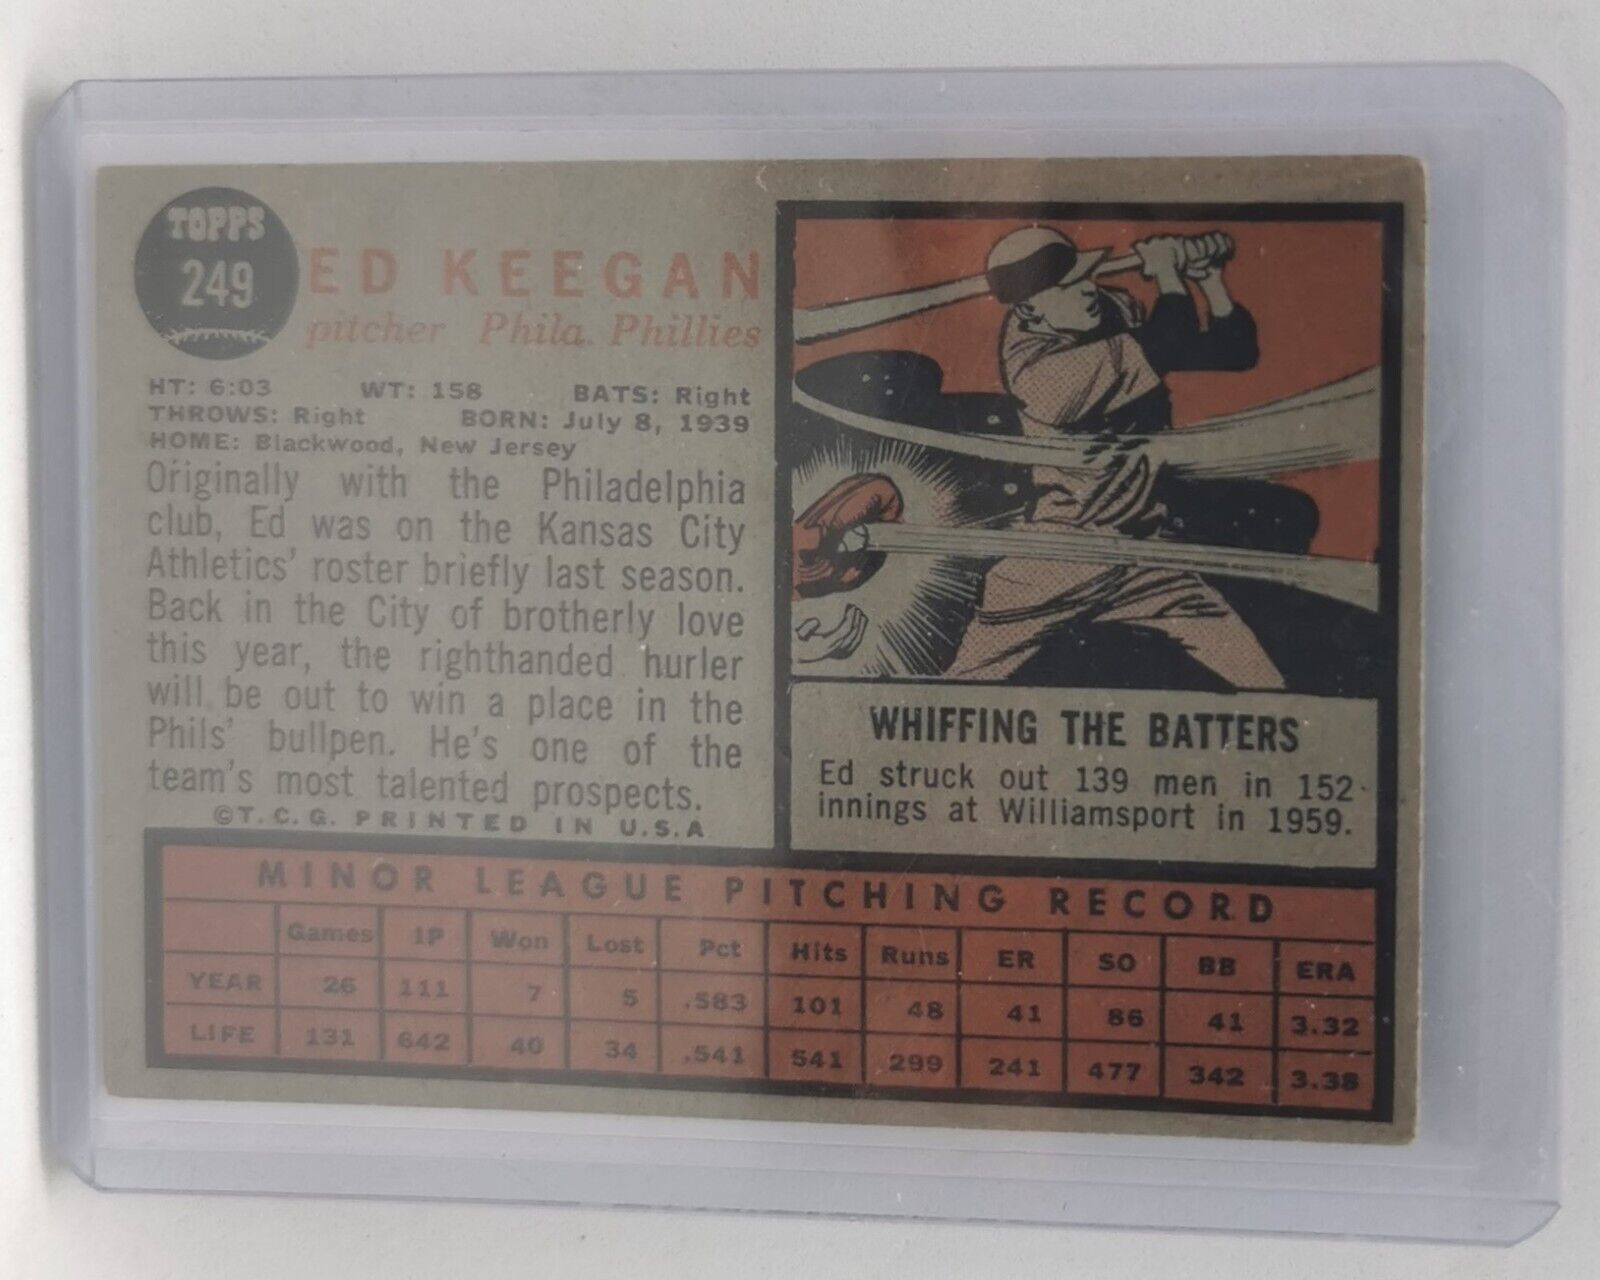 TOPPS
249
ED KEEGAN
pitcher Phila. Phillies
HT: 6:03 WT: 158 BATS: Right
THROWS: Right BORN: July 8, 1939
HOME: Blackwood, New Jersey
Originally with the Philadelphia
club, Ed was on the Kansas City
Athletics' roster briefly last season.
Back in the City of brotherly love
this year, the righthanded hurler
will be out to win a place in the
Phils' bullpen. He's one of the
team's most talented prospects.
©T.C.G. PRINTED IN U.S.A.
WHIFFING THE BATTERS
Ed struck out 139 men in 152
innings at Williamsport in 1959.
MINOR LEAGUE PITCHING RECORD
Games IP Won Lost Pct Hits Runs ER SO BB ERA
YEAR 26 111 7 5 .583 101 48 41 86 41 3.32
LIFE 131 642 40 34 .541 541 299 241 477 342 3.38